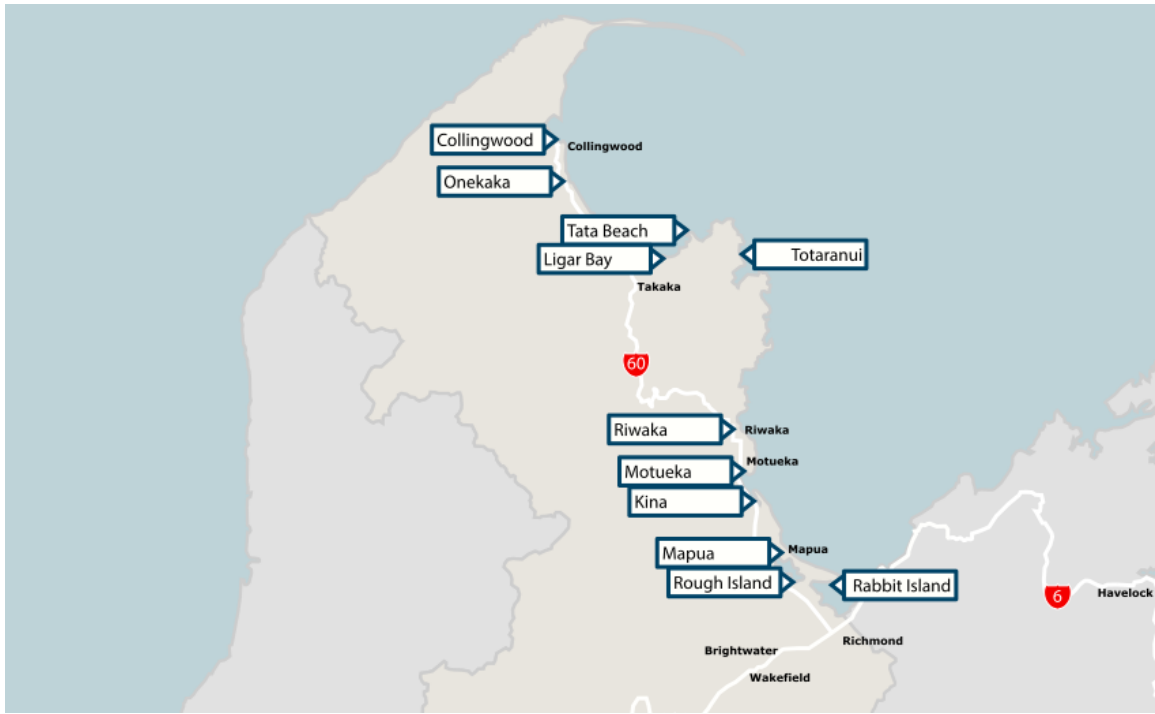 Collingwood
Collingwood
Onekaka
Tata Beach
Ligar Bay
Totaranui
Takaka
60
Riwaka
Riwaka
Motueka
Motueka
Kina
Mapua
Mapua
Rough Island
Rabbit Island
6
Havelock
Richmond
Brightwater
Wakefield